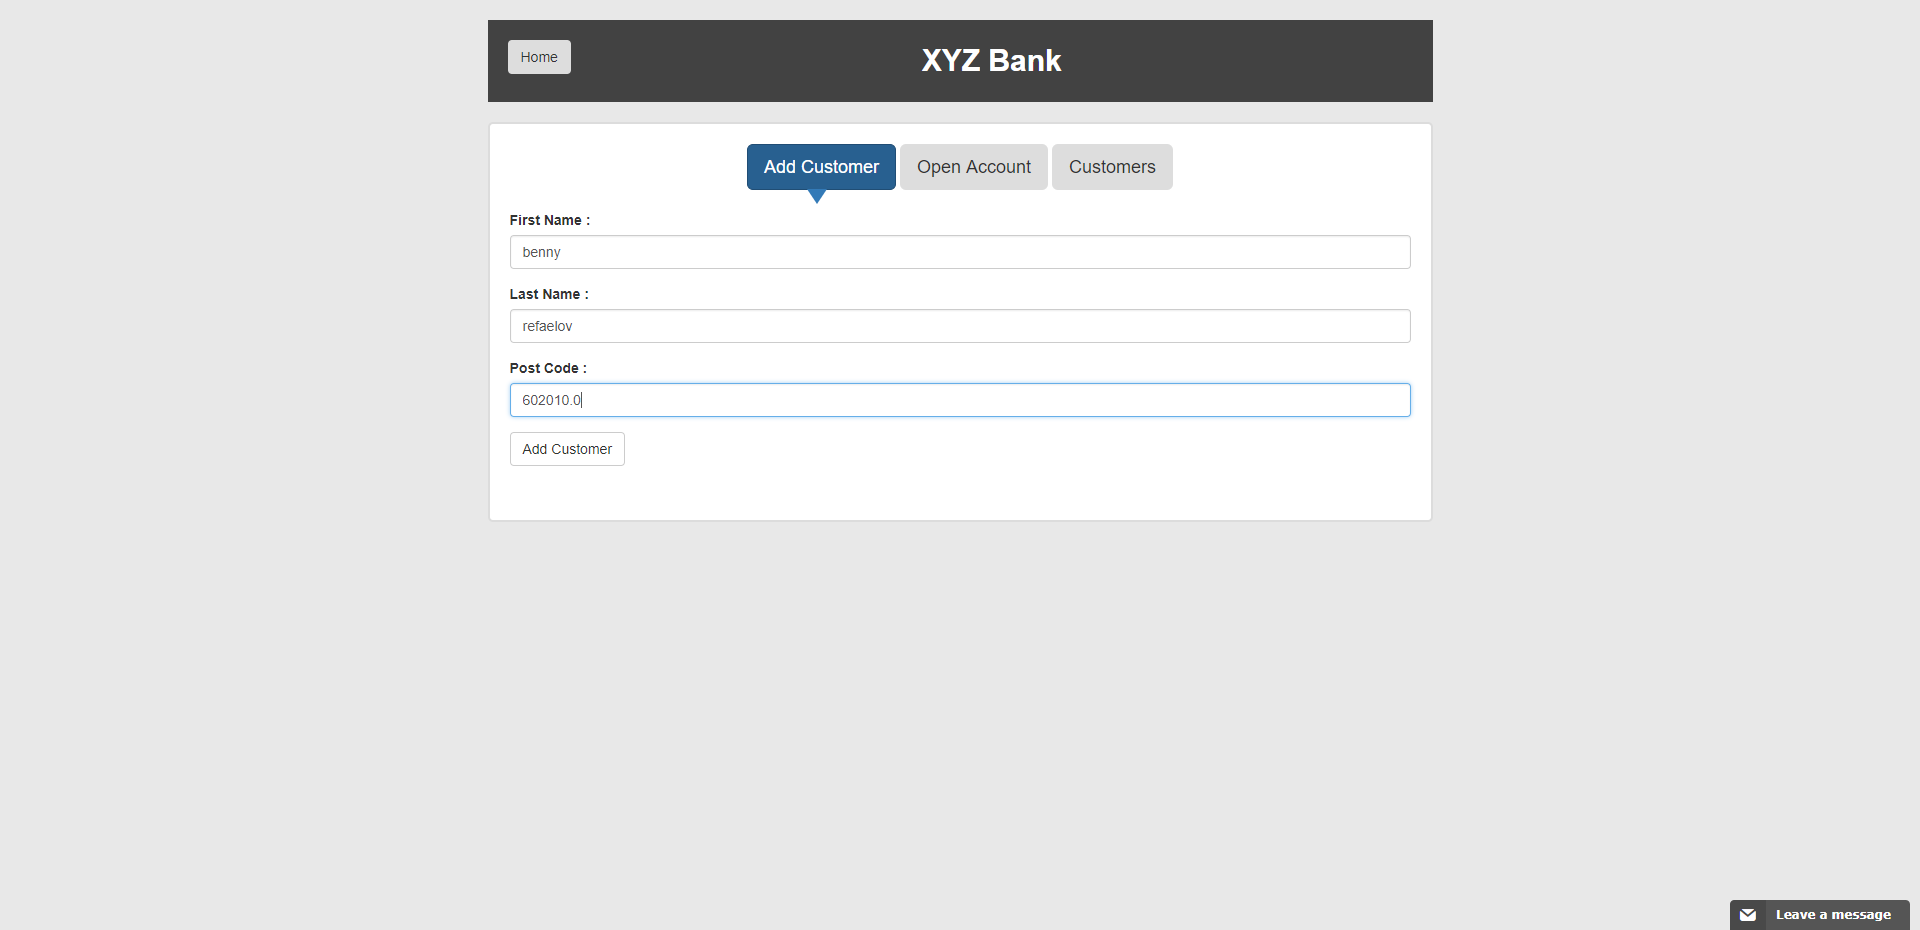 Home
XYZ Bank
Add Customer Open Account Customers
First Name :
benny
Last Name :
refaelov
Post Code :
602010.0
Add Customer
Leave a message